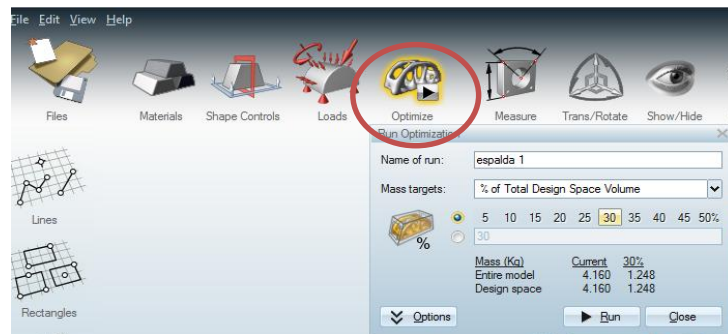 File Edit View Help
Files Materials Shape Controls Loads Optimize Measure Trans/Rotate Show/Hide
Run Optimization
Name of run: espalda 1
Mass targets: % of Total Design Space Volume
5 10 15 20 25 30 35 40 45 50%
%
30
Mass (Kg) Current 30%
Entire model 4.160 1.248
Design space 4.160 1.248
Options Run Close
Lines
Rectangles